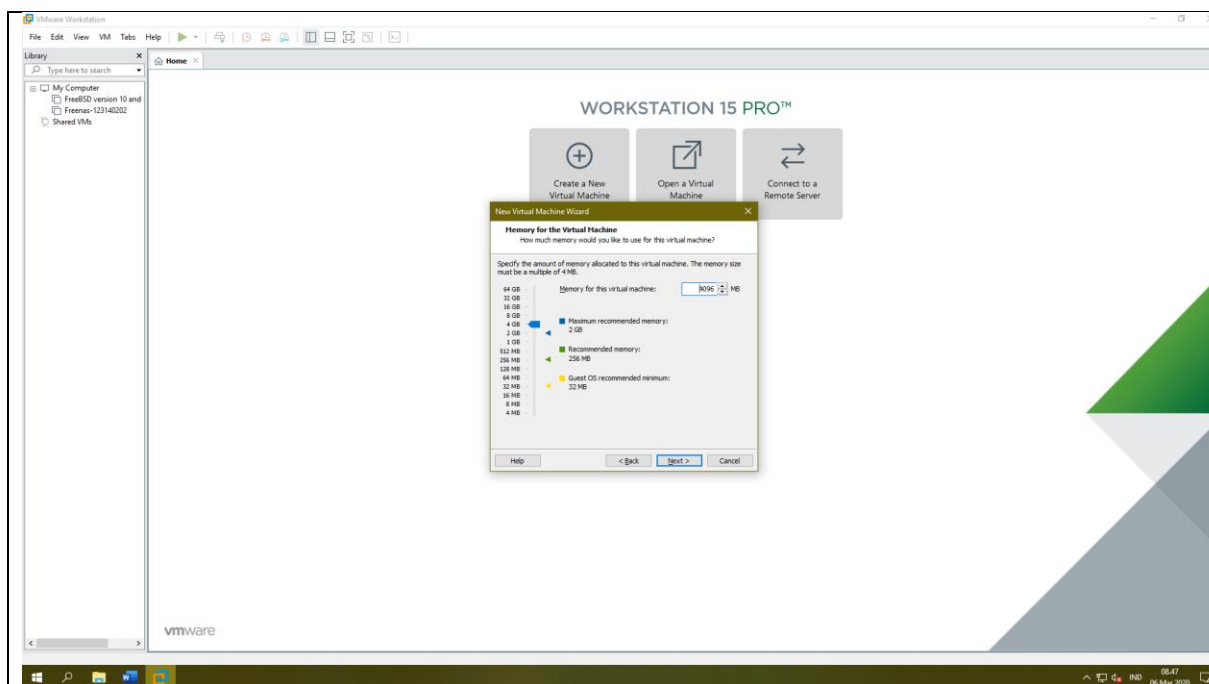 VMware Workstation
File Edit View VM Tabs Help
Library
Type here to search
Home
My Computer
FreeBSD version 10 and
Freenas-123140202
Shared VMs
WORKSTATION 15 PRO™
Create a New
Virtual Machine
Open a Virtual
Machine
Connect to a
Remote Server
New Virtual Machine Wizard
Memory for the Virtual Machine
How much memory would you like to use for this virtual machine?
Specify the amount of memory allocated to this virtual machine. The memory size
must be a multiple of 4 MB.
Memory for this virtual machine: 4096 MB
64 GB
32 GB
16 GB
8 GB
4 GB
2 GB
1 GB
512 MB
256 MB
128 MB
64 MB
32 MB
16 MB
8 MB
4 MB
Maximum recommended memory:
2 GB
Recommended memory:
256 MB
Guest OS recommended minimum:
32 MB
Help < Back Next > Cancel
vmware
IND
08.47
06 Mar 2020